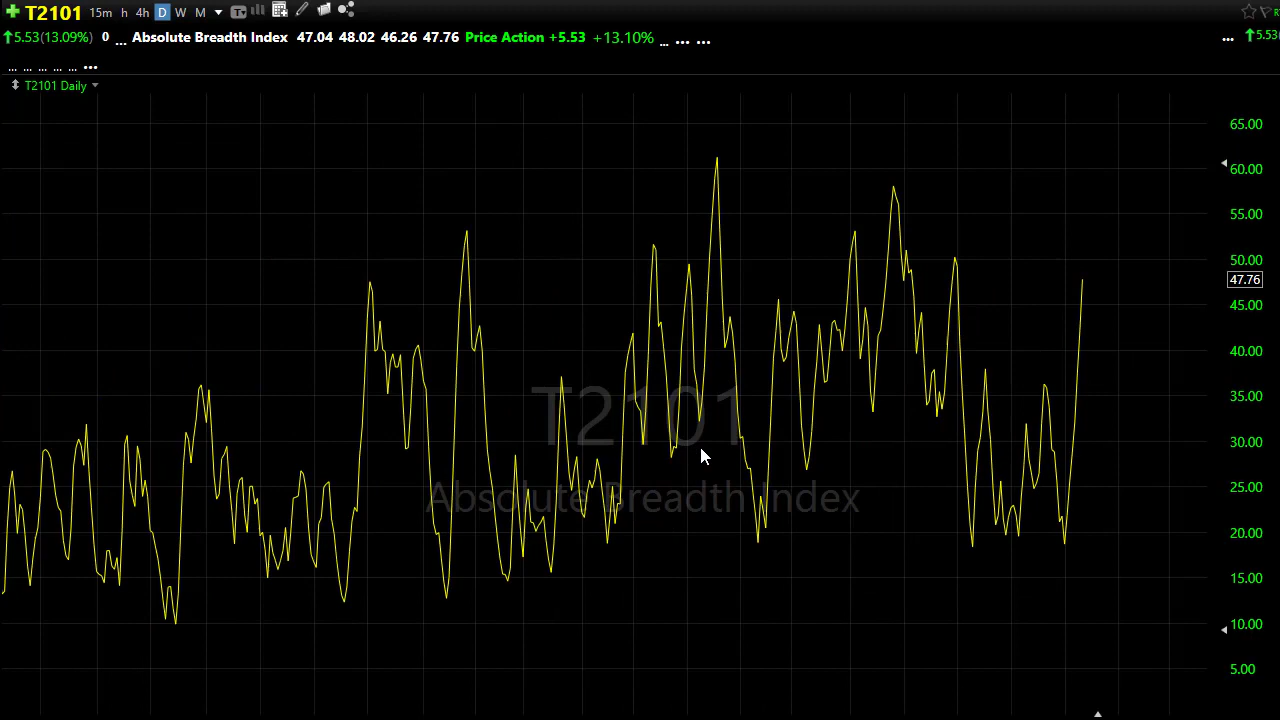 T2101 15m h 4h D W M T
5.53(13.09%) 0 ... Absolute Breadth Index 47.04 48.02 46.26 47.76 Price Action +5.53 +13.10% ... ... ... ... 5.53
... ... ... ... ... ...
T2101 Daily
65.00
60.00
55.00
50.00
47.76
45.00
40.00
35.00
30.00
25.00
20.00
15.00
10.00
5.00
T2101
Absolute Breadth Index